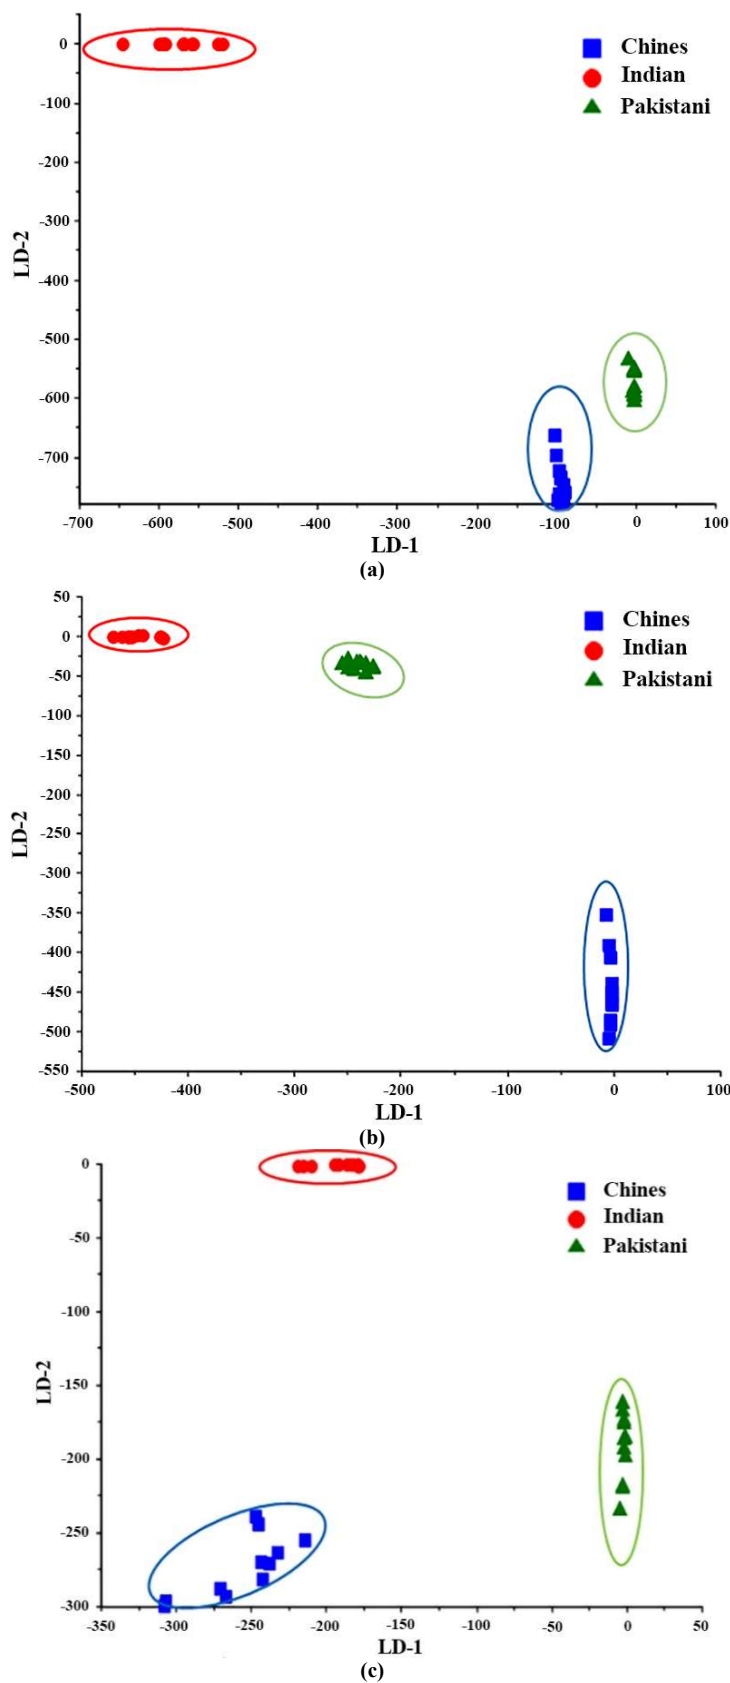 Chines
Indian
Pakistani
0
-100
-200
-300
-400
-500
-600
-700
LD-2
-700 -600 -500 -400 -300 -200 -100 0 100
LD-1
(a)
Chines
Indian
Pakistani
50
0
-50
-100
-150
-200
-250
-300
-350
-400
-450
-500
-550
LD-2
-500 -400 -300 -200 -100 0 100
LD-1
(b)
Chines
Indian
Pakistani
0
-50
-100
-150
-200
-250
-300
LD-2
-350 -300 -250 -200 -150 -100 -50 0 50
LD-1
(c)